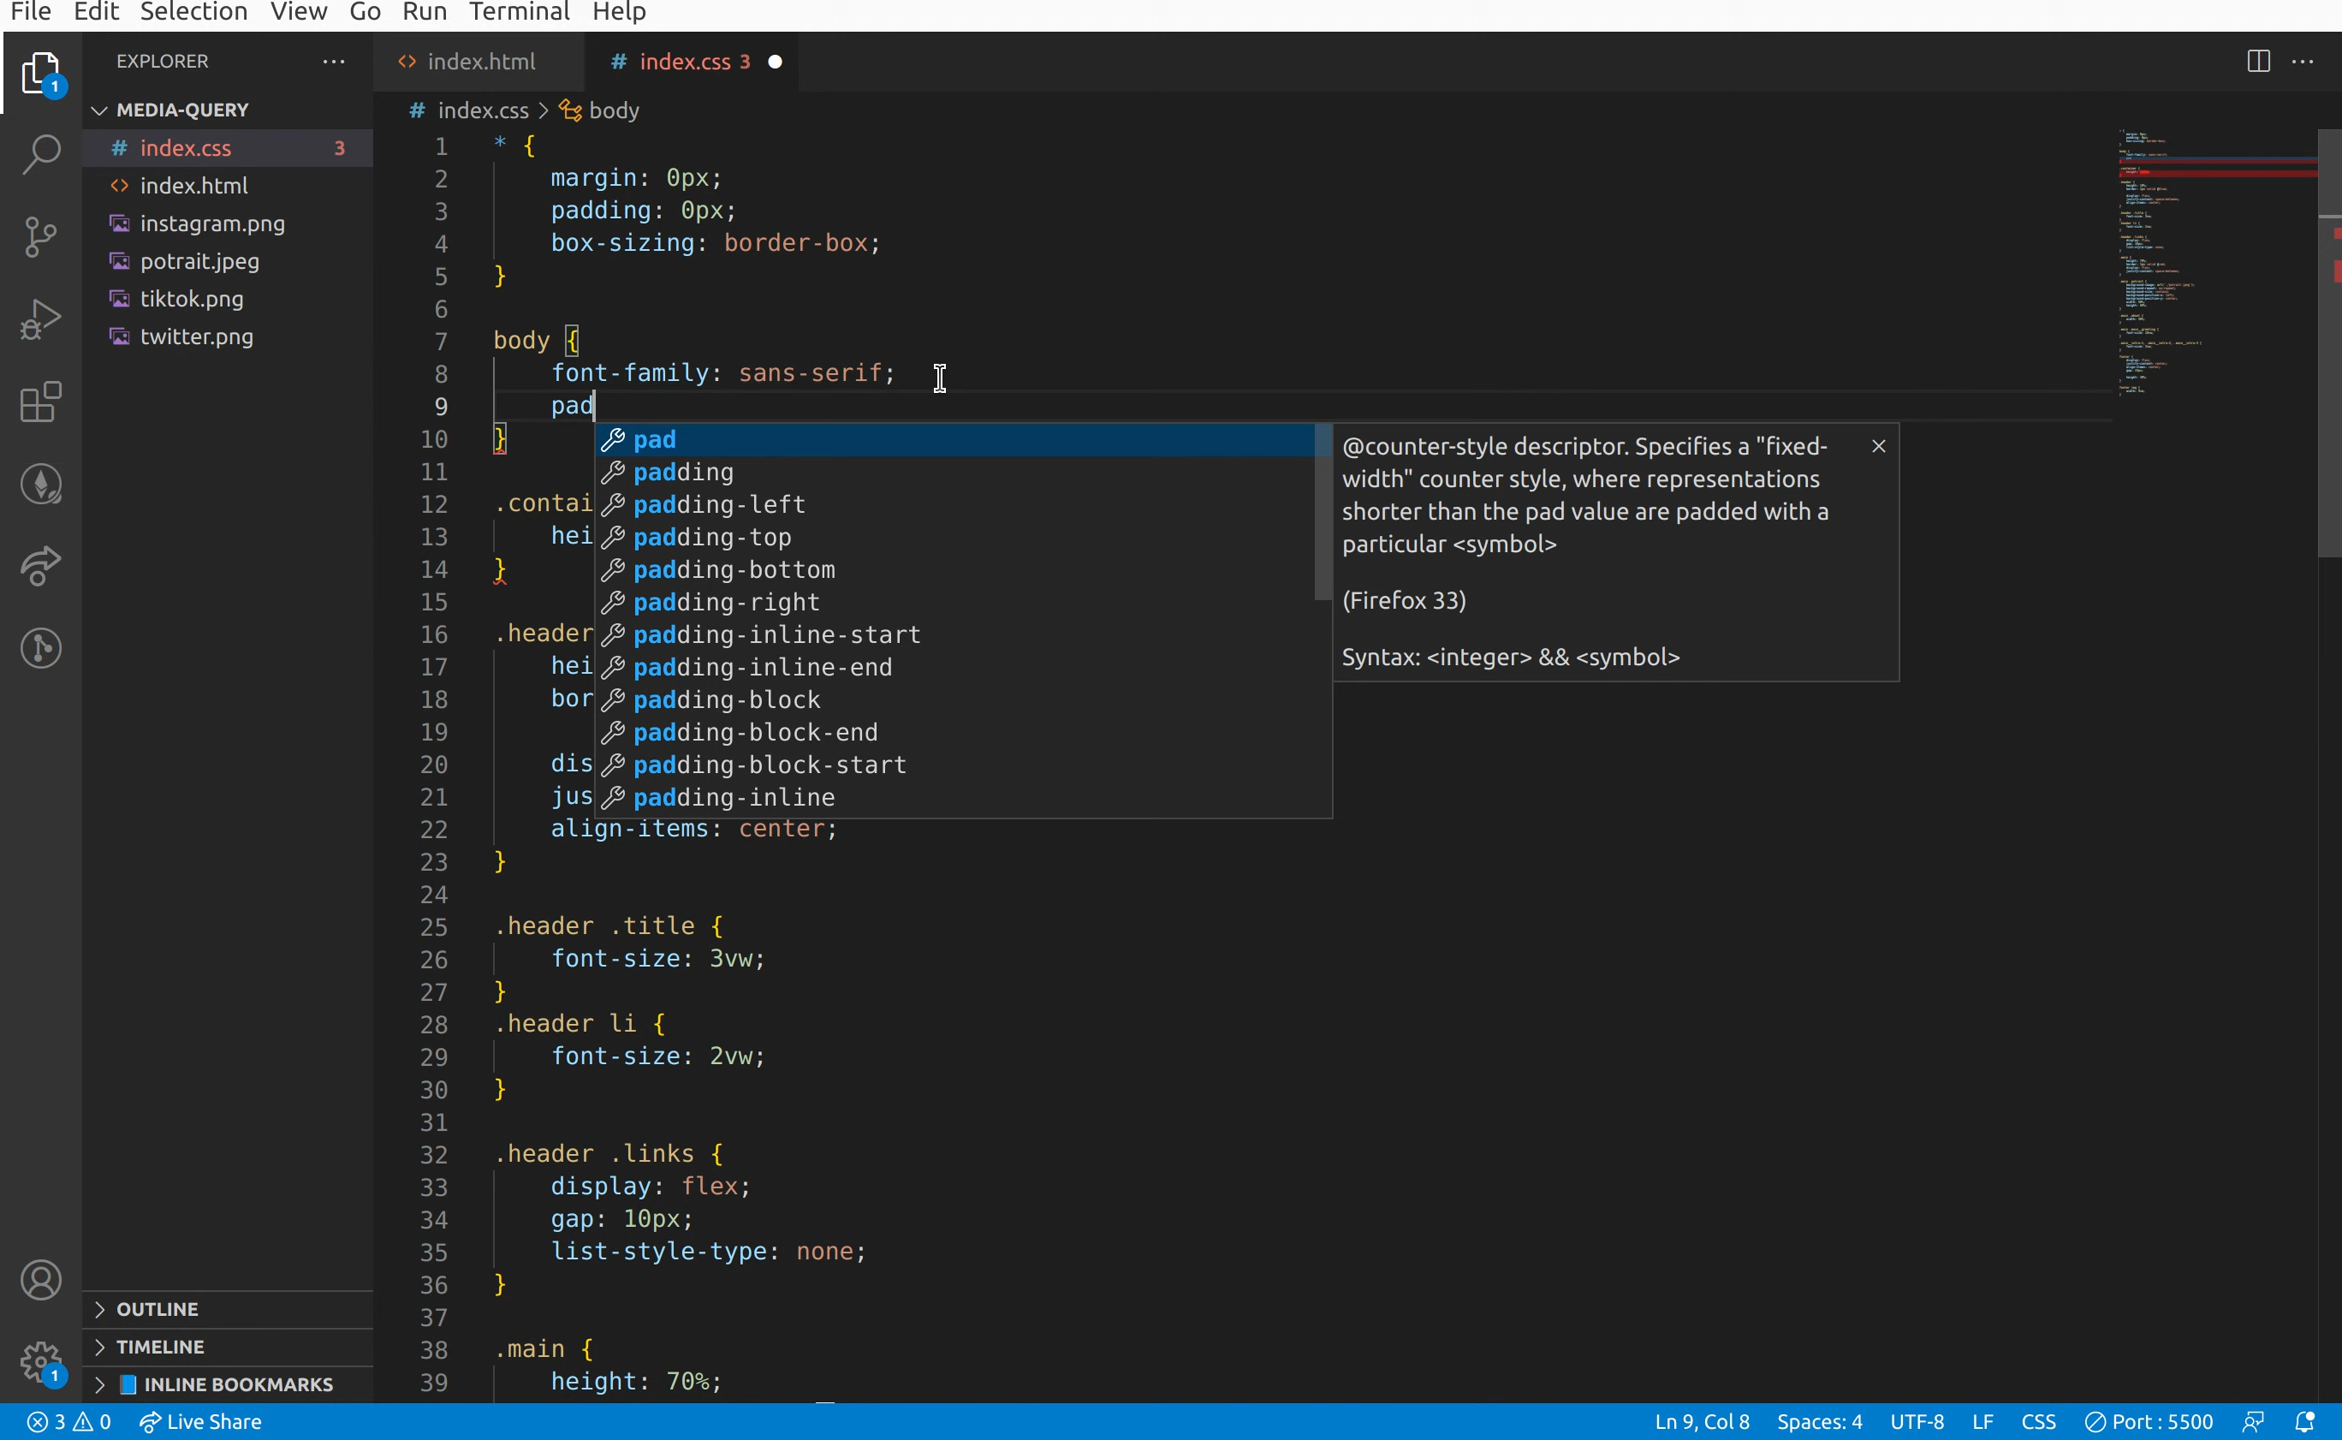 File Edit Selection View Go Run Terminal Help
EXPLORER
MEDIA-QUERY
# index.css 3
<> index.html
instagram.png
potrait.jpeg
tiktok.png
twitter.png
OUTLINE
TIMELINE
INLINE BOOKMARKS
<> index.html # index.css 3
# index.css > body
1 * {
2 margin: 0px;
3 padding: 0px;
4 box-sizing: border-box;
5 }
6
7 body {
8 font-family: sans-serif;
9 pad
10 }
11
12 .contai
13 hei
14 }
15
16 .header
17 hei
18 bor
19
20 dis
21 jus
22 align-items: center;
23 }
24
25 .header .title {
26 font-size: 3vw;
27 }
28 .header li {
29 font-size: 2vw;
30 }
31
32 .header .links {
33 display: flex;
34 gap: 10px;
35 list-style-type: none;
36 }
37
38 .main {
39 height: 70%;
pad
padding
padding-left
padding-top
padding-bottom
padding-right
padding-inline-start
padding-inline-end
padding-block
padding-block-end
padding-block-start
padding-inline
@counter-style descriptor. Specifies a "fixed-
width" counter style, where representations
shorter than the pad value are padded with a
particular <symbol>
(Firefox 33)
Syntax: <integer> && <symbol>
1
1
3 0 Live Share Ln 9, Col 8 Spaces: 4 UTF-8 LF CSS Port : 5500